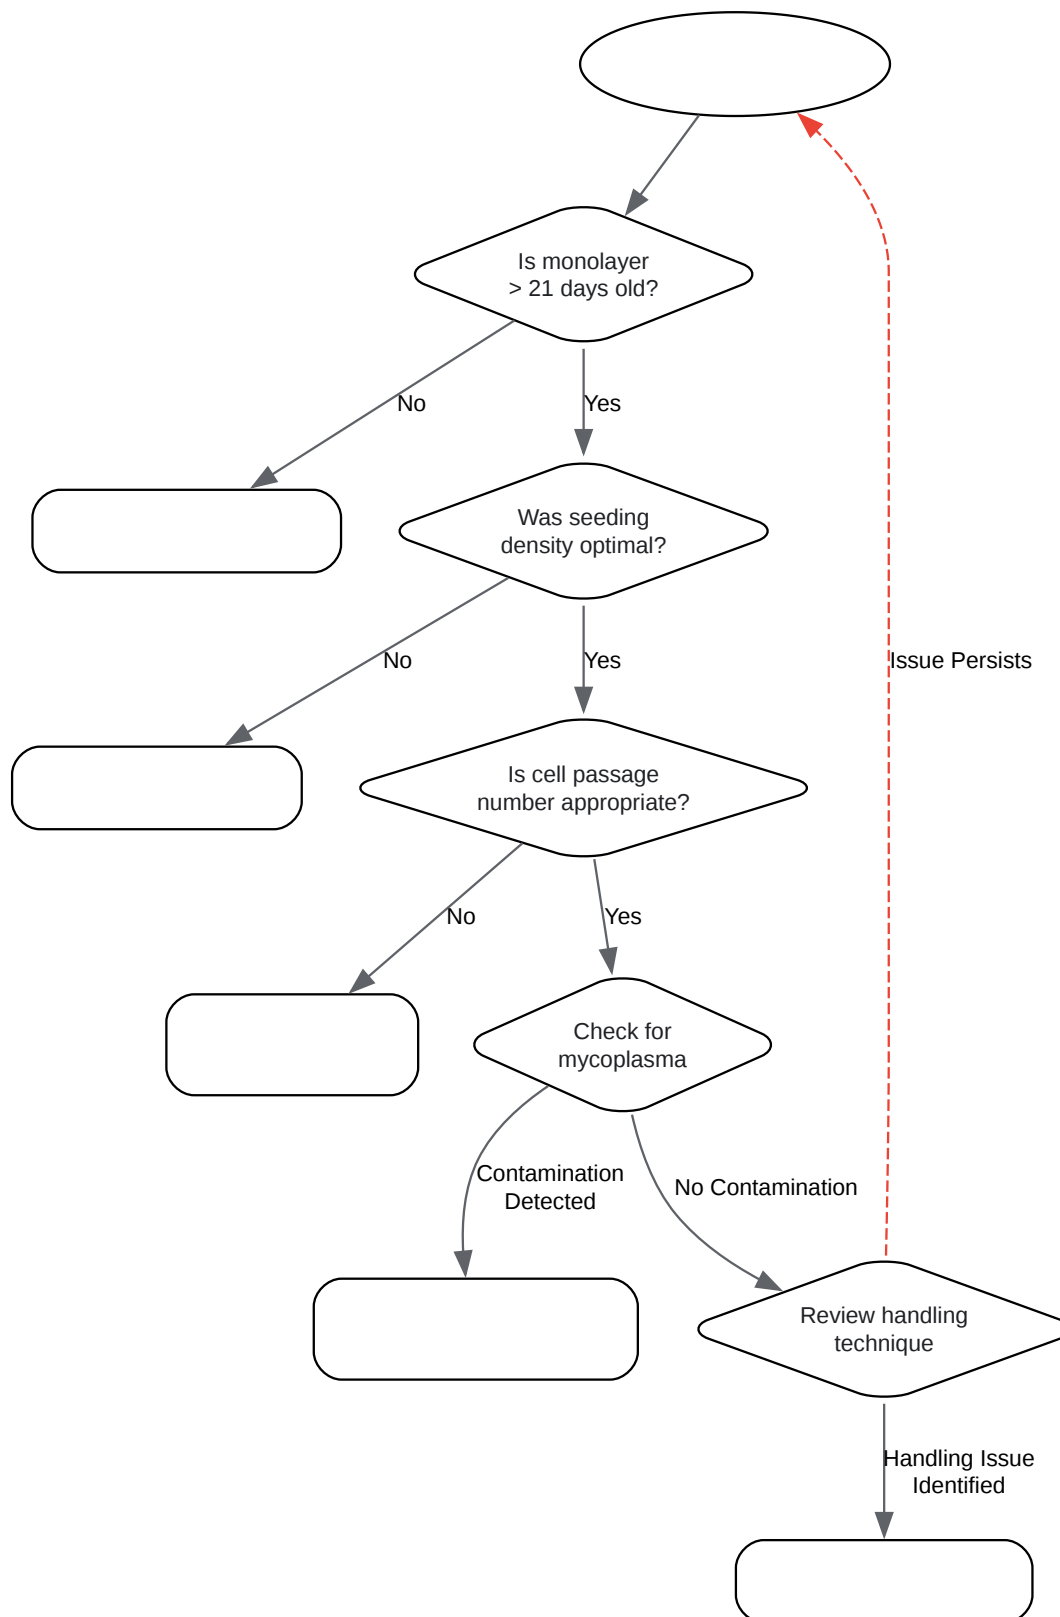 Is monolayer
> 21 days old?
No
Yes
Was seeding
density optimal?
No
Yes
Issue Persists
Is cell passage
number appropriate?
No
Yes
Check for
mycoplasma
Contamination
Detected
No Contamination
Review handling
technique
Handling Issue
Identified